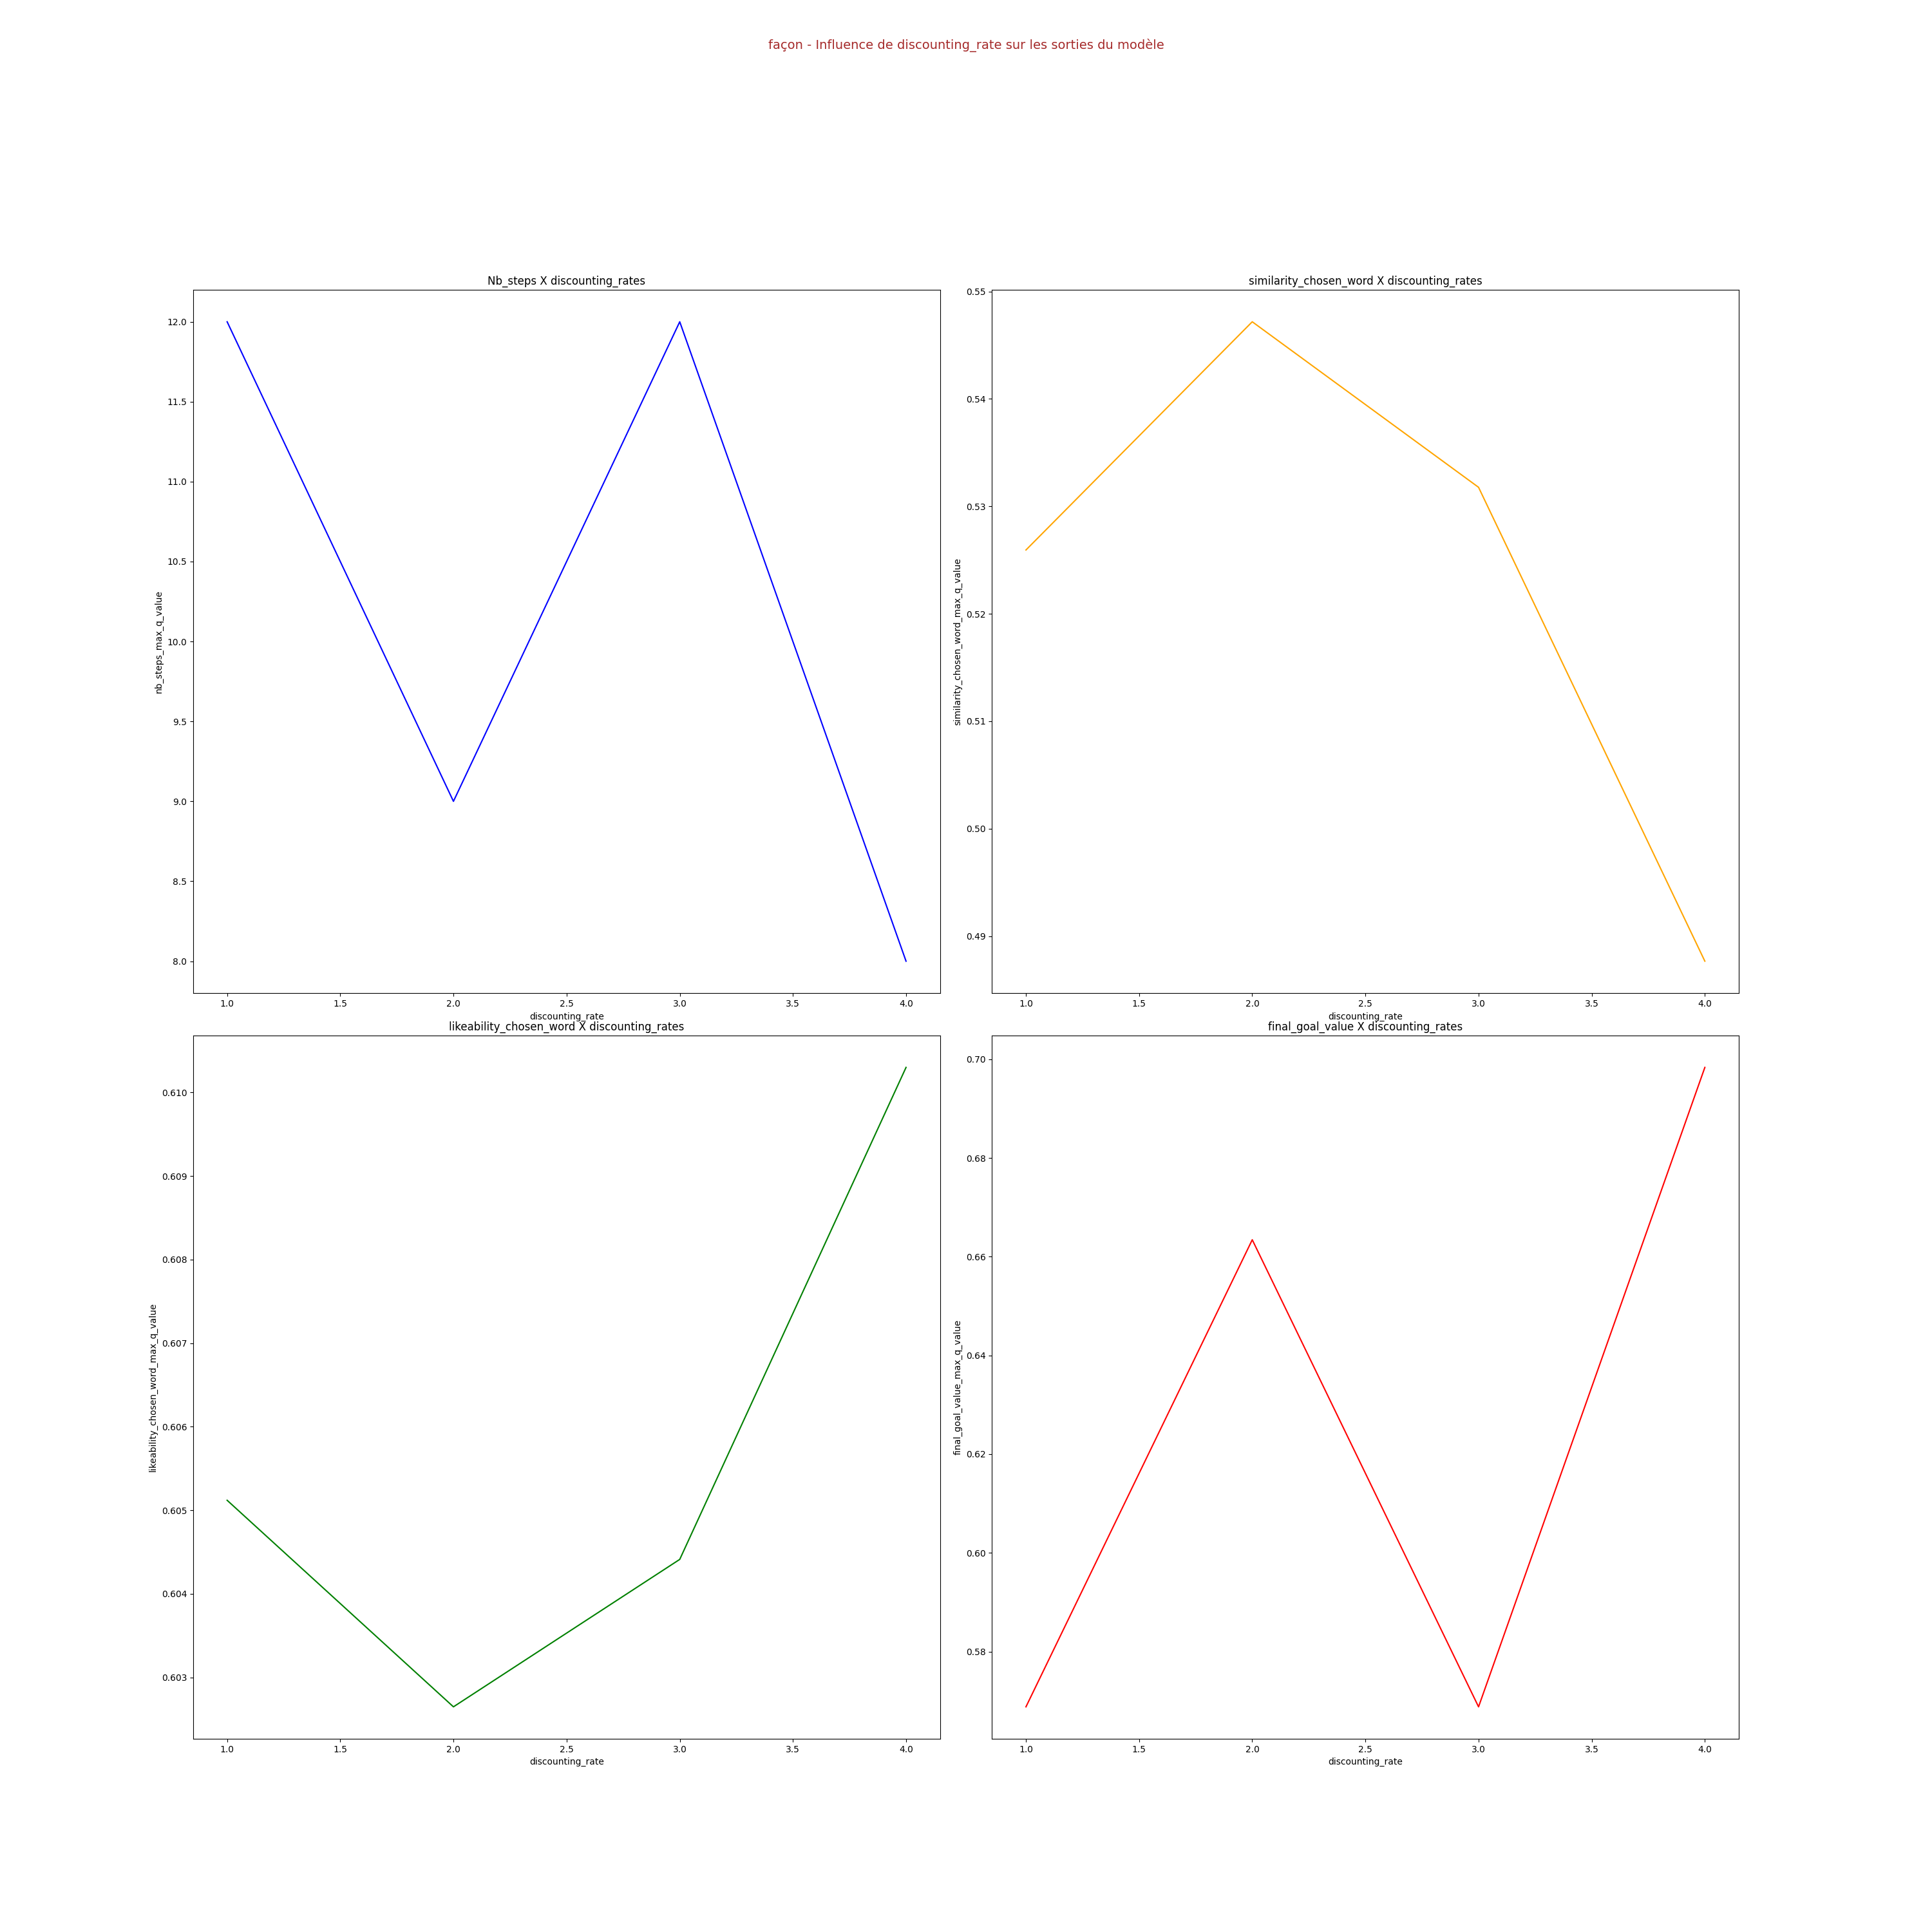 façon - Influence de discounting_rate sur les sorties du modèle
Nb_steps X discounting_rates
nb_steps_max_q_value
12.0
11.5
11.0
10.5
10.0
9.5
9.0
8.5
8.0
1.0 1.5 2.0 2.5 3.0 3.5 4.0
discounting_rate
similarity_chosen_word X discounting_rates
similarity_chosen_word_max_q_value
0.55
0.54
0.53
0.52
0.51
0.50
0.49
1.0 1.5 2.0 2.5 3.0 3.5 4.0
discounting_rate
likeability_chosen_word X discounting_rates
likeability_chosen_word_max_q_value
0.610
0.609
0.608
0.607
0.606
0.605
0.604
0.603
1.0 1.5 2.0 2.5 3.0 3.5 4.0
discounting_rate
final_goal_value X discounting_rates
final_goal_value_max_q_value
0.70
0.68
0.66
0.64
0.62
0.60
0.58
1.0 1.5 2.0 2.5 3.0 3.5 4.0
discounting_rate